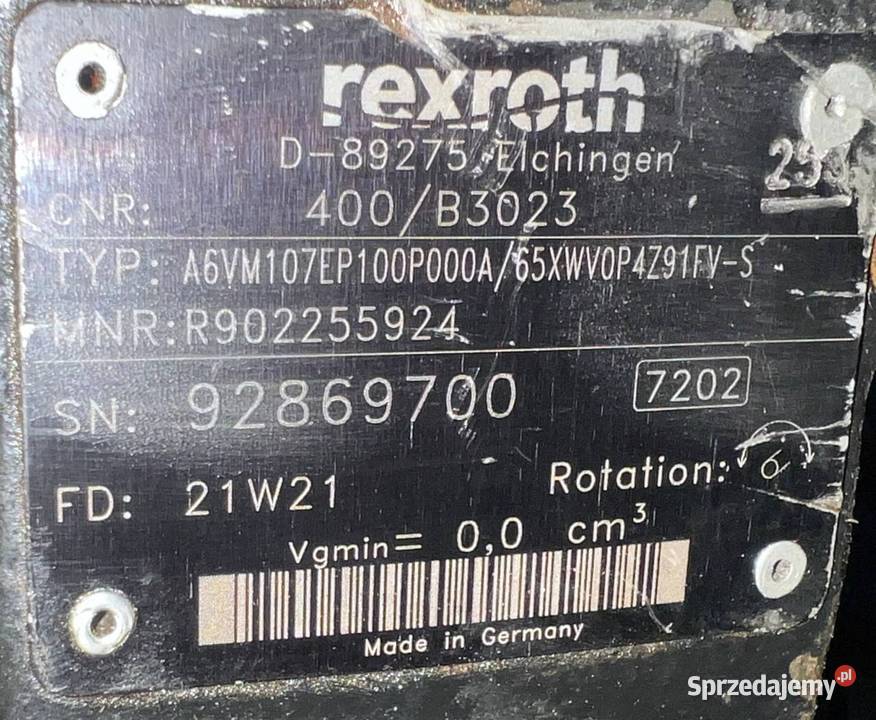 rexroth
D-89275 Elchingen
CNR: 400/B3023
TYP: A6VM107EP100P000A/65XWV0P4Z91FV-S
MNR: R902255924
SN: 92869700 7202
FD: 21W21 Rotation:
Vgmin= 0,0 cm³
Made in Germany
Sprzedajemy.pl